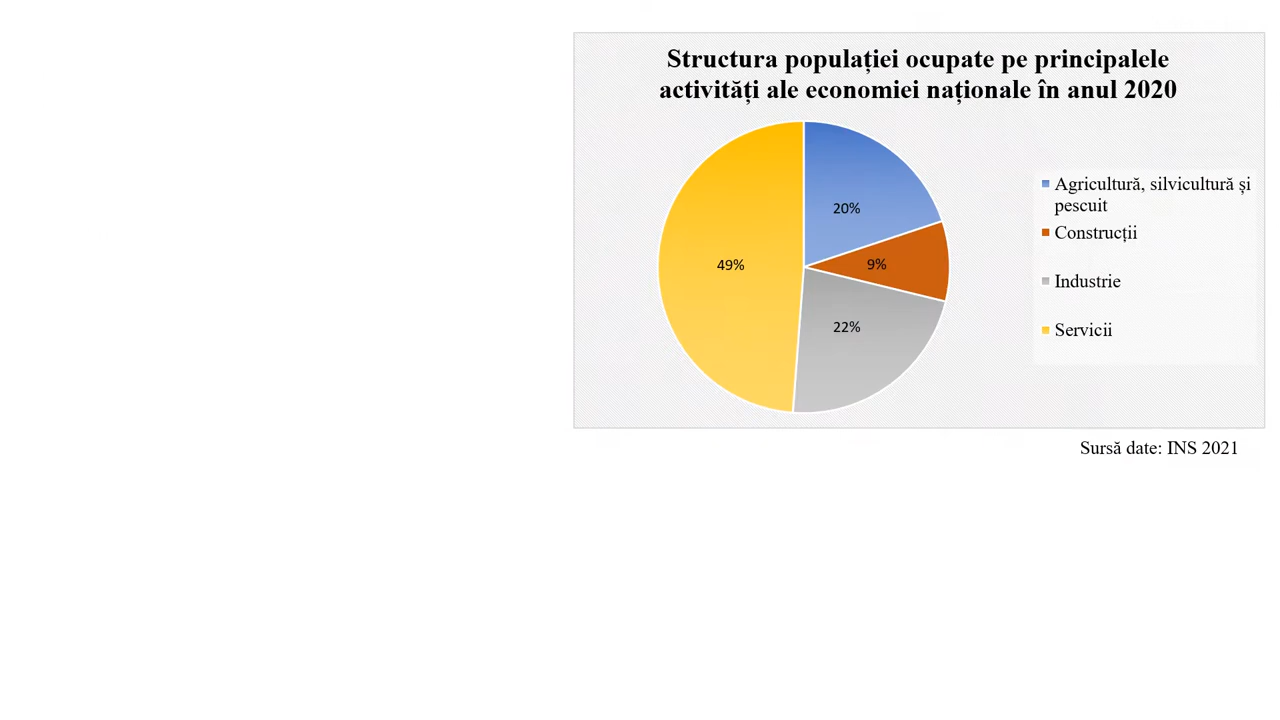 Structura populației ocupate pe principalele
activități ale economiei naționale în anul 2020
20%
9%
49%
22%
Agricultură, silvicultură și
pescuit
Construcții
Industrie
Servicii
Sursă date: INS 2021